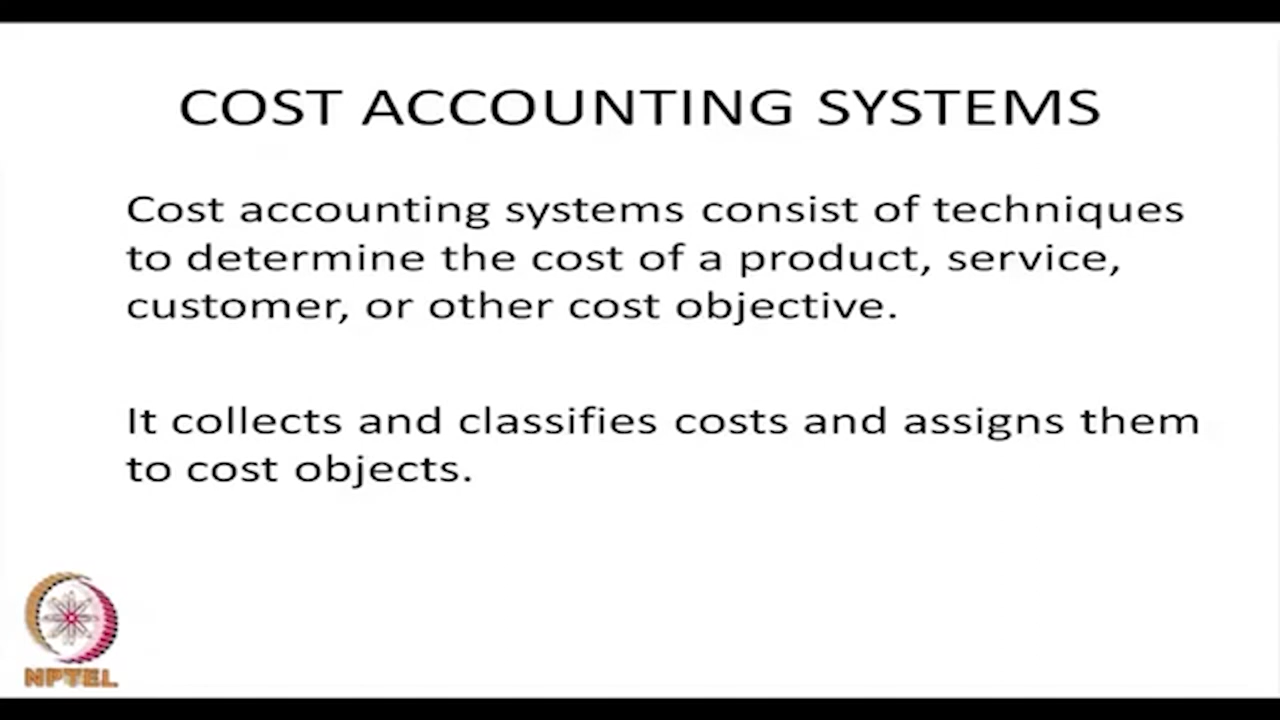 COST ACCOUNTING SYSTEMS
Cost accounting systems consist of techniques
to determine the cost of a product, service,
customer, or other cost objective.
It collects and classifies costs and assigns them
to cost objects.
NPTEL